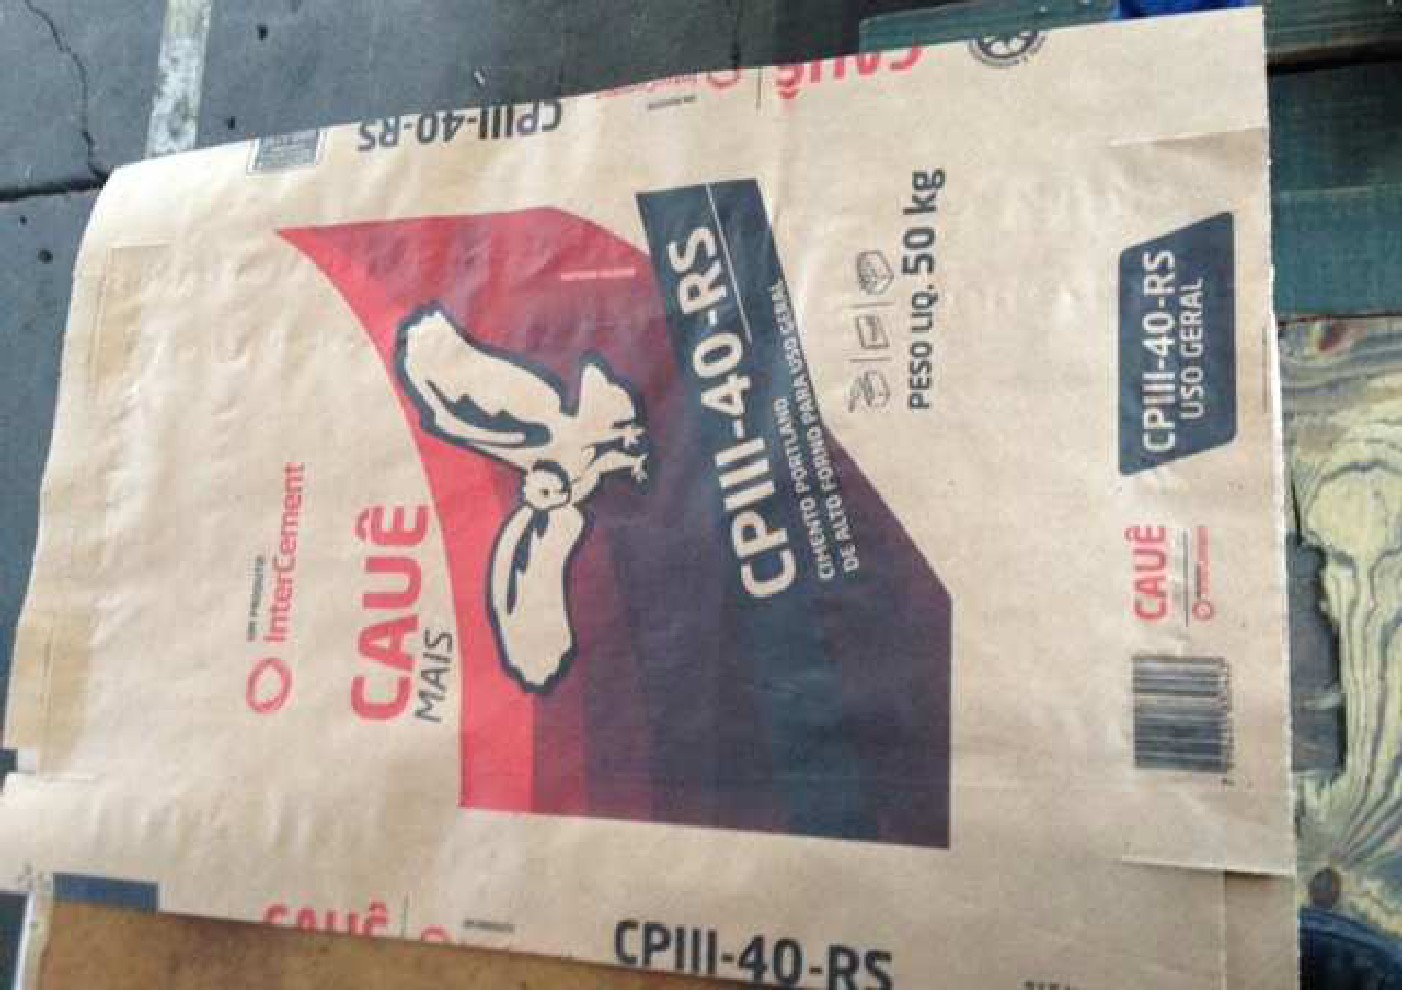 UM PRODUTO
InterCement
CAUÊ
MAIS
CPIII-40-RS
CIMENTO PORTLAND
DE ALTO FORNO PARA USO GERAL
PESO LIQ. 50 kg
CAUÊ
CPIII-40-RS
USO GERAL
CPIII-40-RS
CAUÊ
CAUÊ
CPIII-40-RS